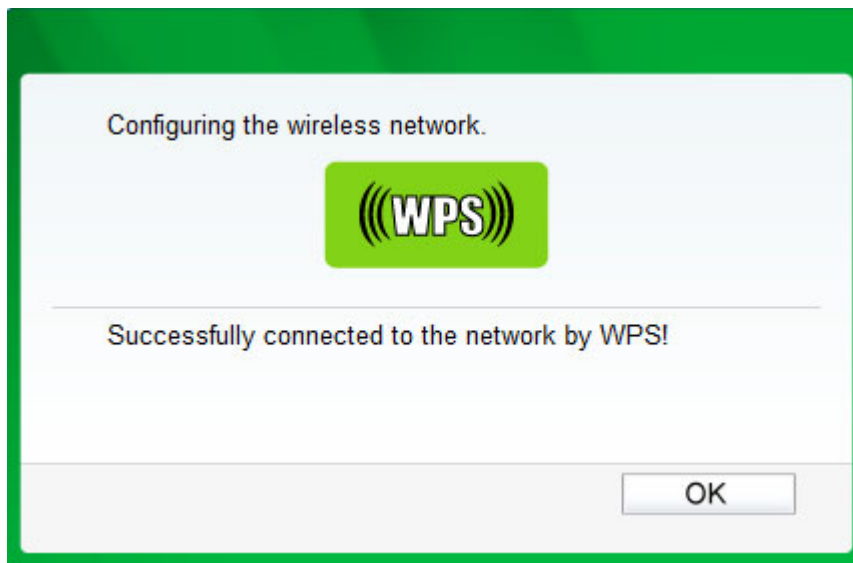 Configuring the wireless network.
WPS
Successfully connected to the network by WPS!
OK